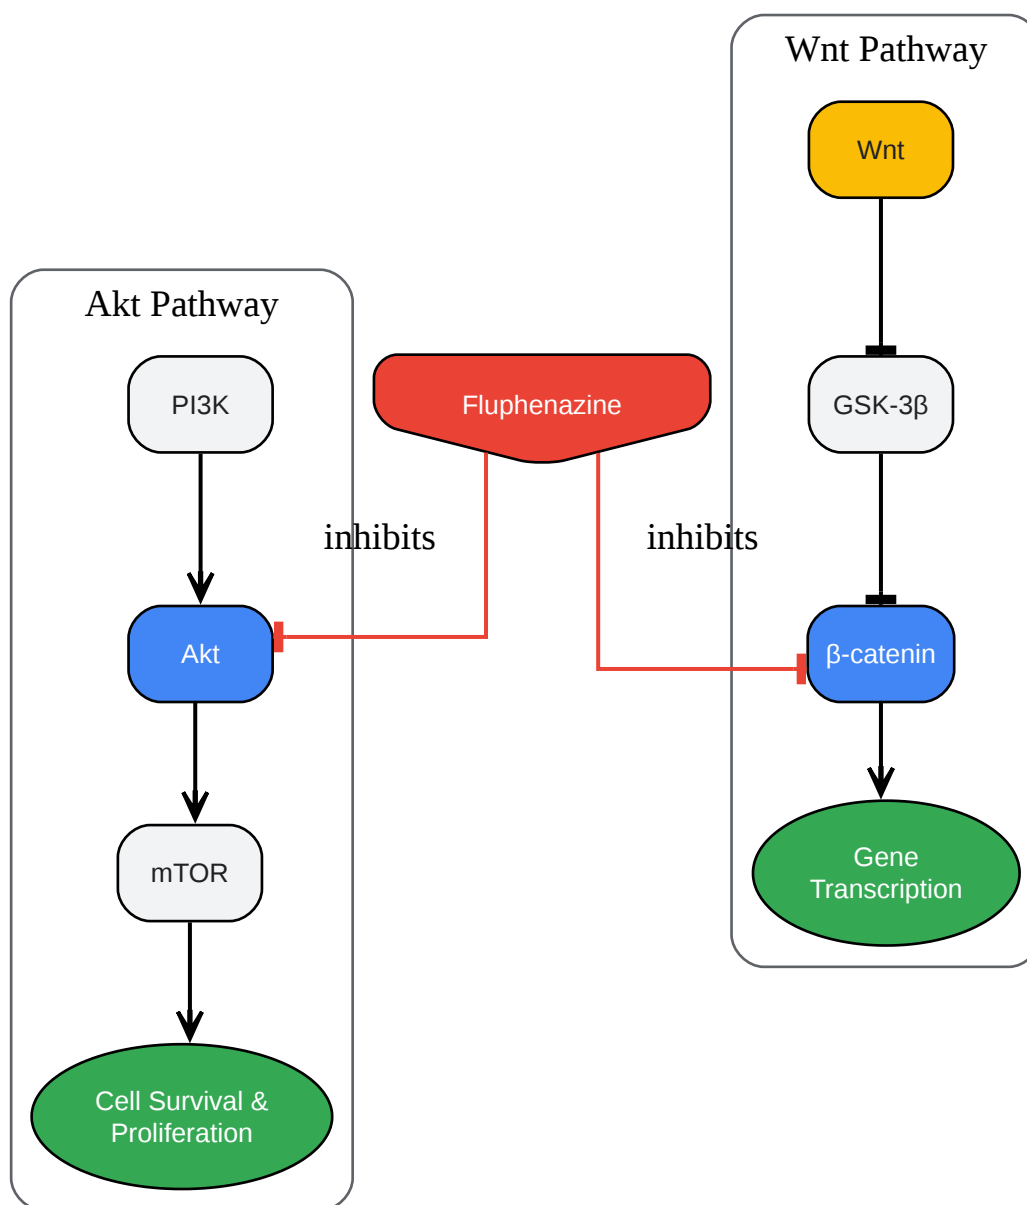 Wnt Pathway
Wnt
Akt Pathway
PI3K
Fluphenazine
GSK-3β
inhibits
inhibits
Akt
β-catenin
mTOR
Gene
Transcription
Cell Survival &
Proliferation